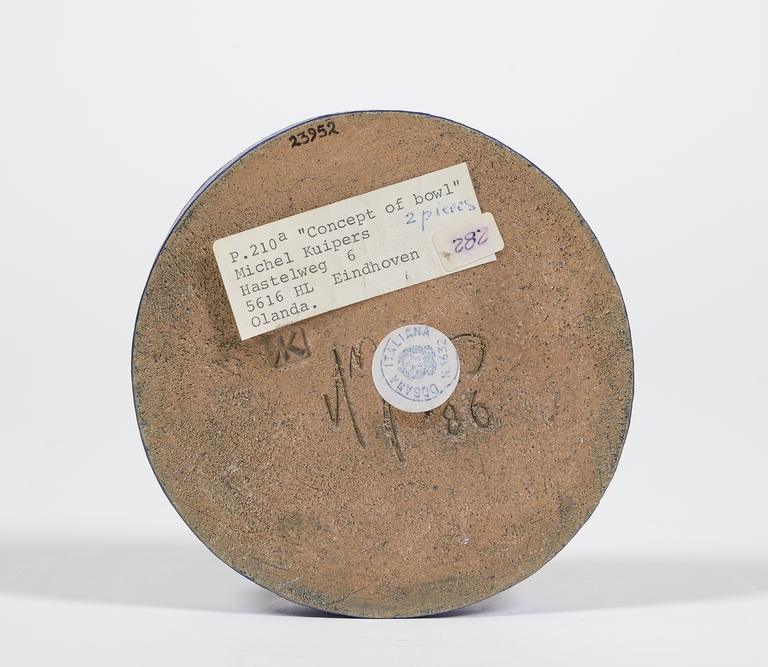 23952
P.210a "Concept of bowl"
2 pieces
Michel Kuipers
Hastelweg 6
5616 HL Eindhoven
Olanda.
282
K
DOGANA ITALIANA
N. 1632
86